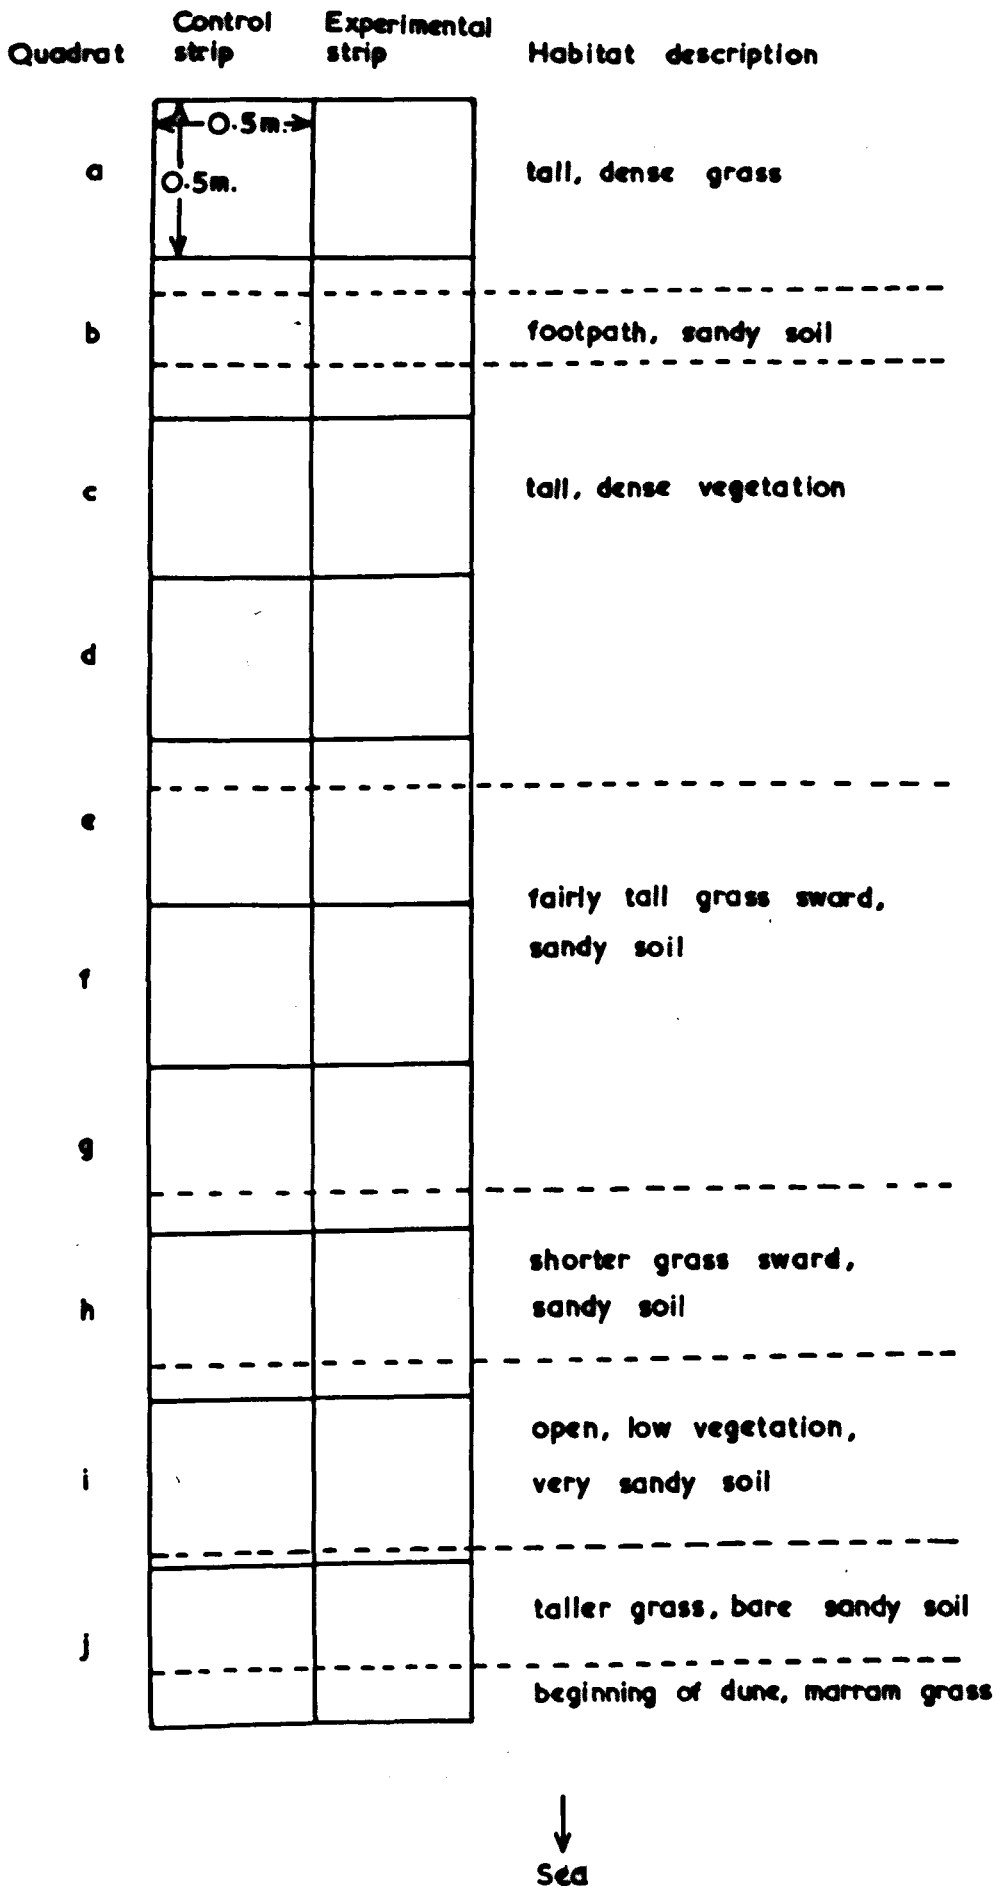 Quadrat Control strip Experimental strip Habitat description
0.5m.
a 0.5m. tall, dense grass
b footpath, sandy soil
c tall, dense vegetation
d
e
fairly tall grass sward,
sandy soil
f
g
shorter grass sward,
h sandy soil
open, low vegetation,
i very sandy soil
taller grass, bare sandy soil
j
beginning of dune, marram grass
Sea